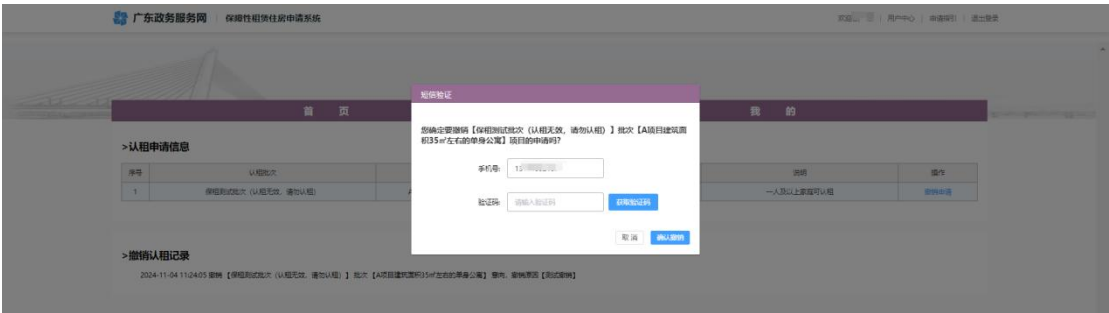 广东政务服务网 保障性租赁住房申请系统
欢迎 | 用户中心 | 申请指引 | 退出登录
首 页
我 的
短信验证
您确定要撤销【保租测试批次（认租无效，请勿认租）】批次【A项目建筑面
积35㎡左右的单身公寓】项目的申请吗？
手机号:
验证码: 请输入验证码 获取验证码
取 消 确认撤销
>认租申请信息
序号 认租批次 说明 操作
1 保租测试批次（认租无效，请勿认租） 一人及以上家庭可认租 撤销申请
>撤销认租记录
2024-11-04 11:24:05 撤销【保租测试批次（认租无效，请勿认租）】批次【A项目建筑面积35㎡左右的单身公寓】意向，撤销原因【测试撤销】